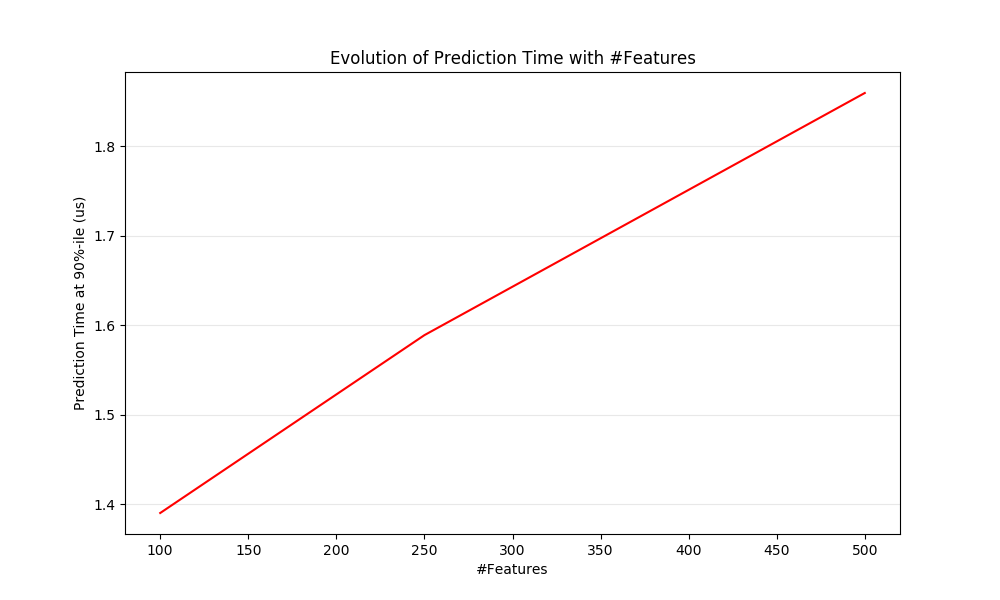 Evolution of Prediction Time with #Features
Prediction Time at 90%-ile (us)
1.8
1.7
1.6
1.5
1.4
100 150 200 250 300 350 400 450 500
#Features